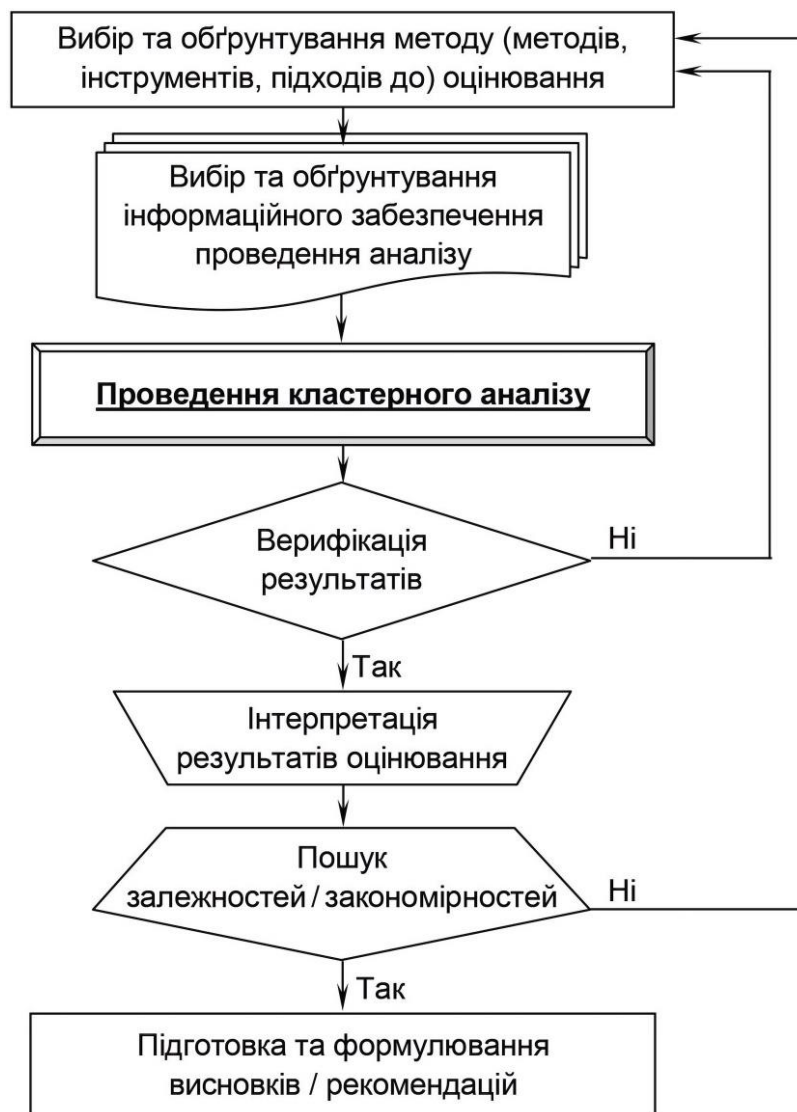 Вибір та обґрунтування методу (методів,
інструментів, підходів до) оцінювання
Вибір та обґрунтування
інформаційного забезпечення
проведення аналізу
Проведення кластерного аналізу
Верифікація
результатів
Ні
Так
Інтерпретація
результатів оцінювання
Пошук
залежностей / закономірностей
Ні
Так
Підготовка та формулювання
висновків / рекомендацій